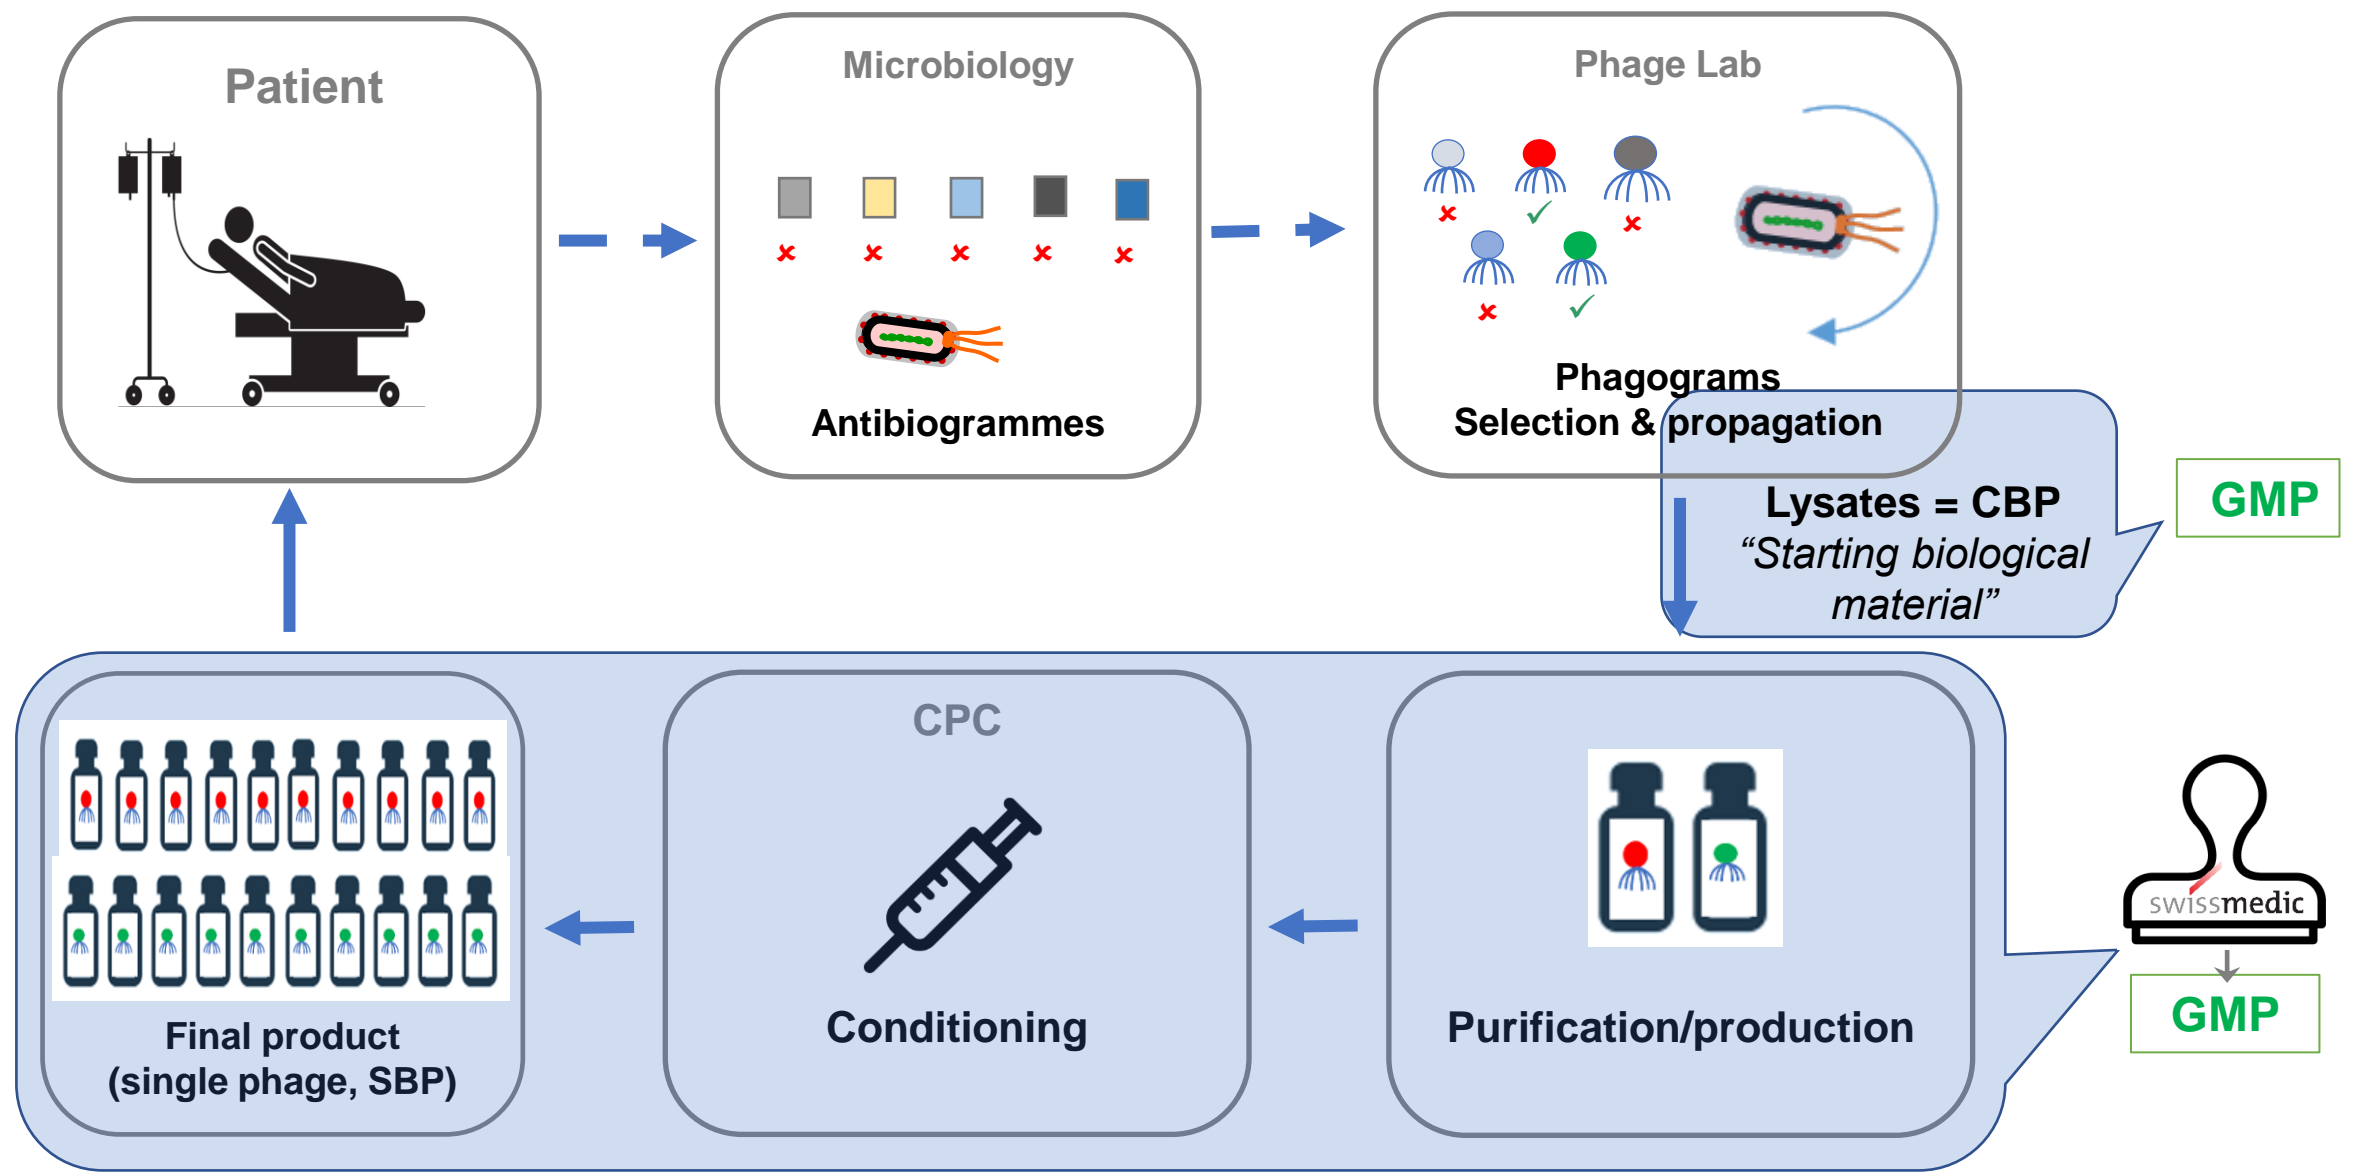 Patient
Microbiology
Antibiogrammes
Phage Lab
Phagograms
Selection & propagation
Lysates = CBP
“Starting biological
material”
GMP
Final product
(single phage, SBP)
CPC
Conditioning
Purification/production
swissmedic
GMP